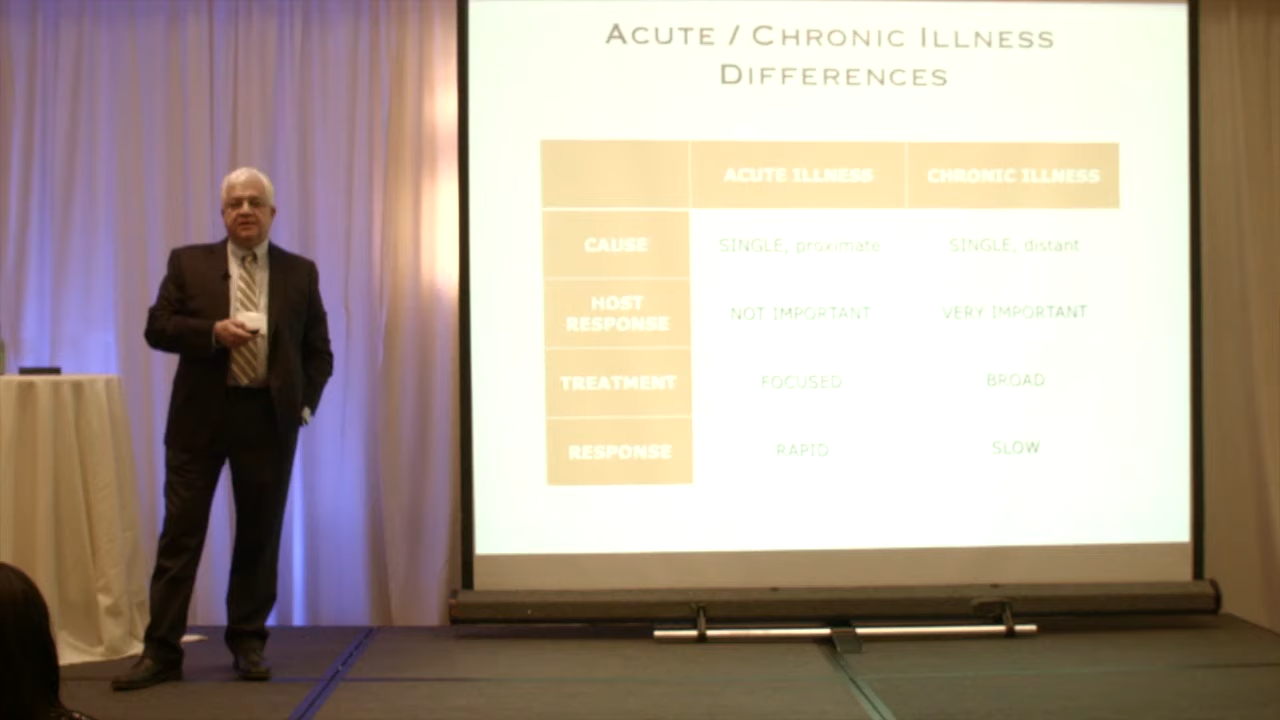 ACUTE / CHRONIC ILLNESS
DIFFERENCES
ACUTE ILLNESS CHRONIC ILLNESS
CAUSE SINGLE, proximate SINGLE, distant
HOST
RESPONSE NOT IMPORTANT VERY IMPORTANT
TREATMENT FOCUSED BROAD
RESPONSE RAPID SLOW